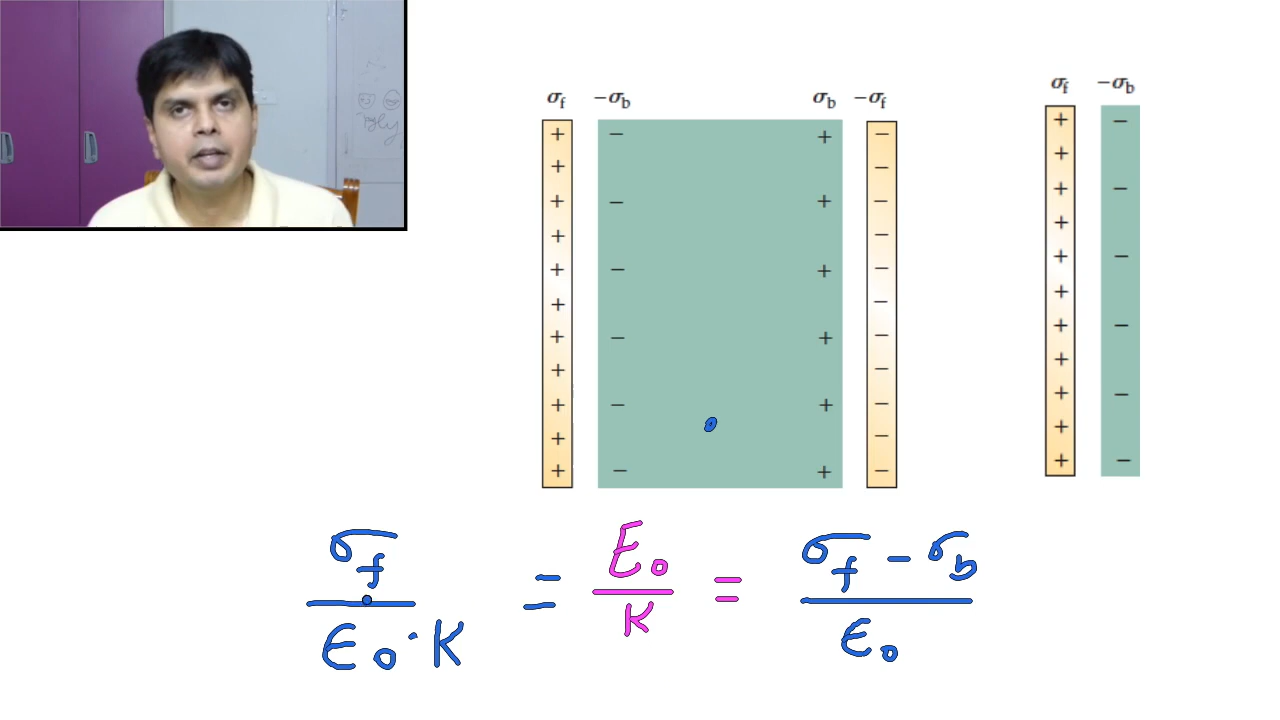 σf −σb σb −σf
σf −σb
+ − + −
+ −
+ −
+ − + −
+ −
+ −
+ − + −
+ −
+ −
+ − + −
+ −
+ −
+ − + −
+ −
+ −
+ − + −
+ − + −
+ −
+
+
+ −
+
+ −
+
+ −
+
+ −
+
+ −
+
+ −
σf / ε0·K = E0 / K = σf − σb / ε0